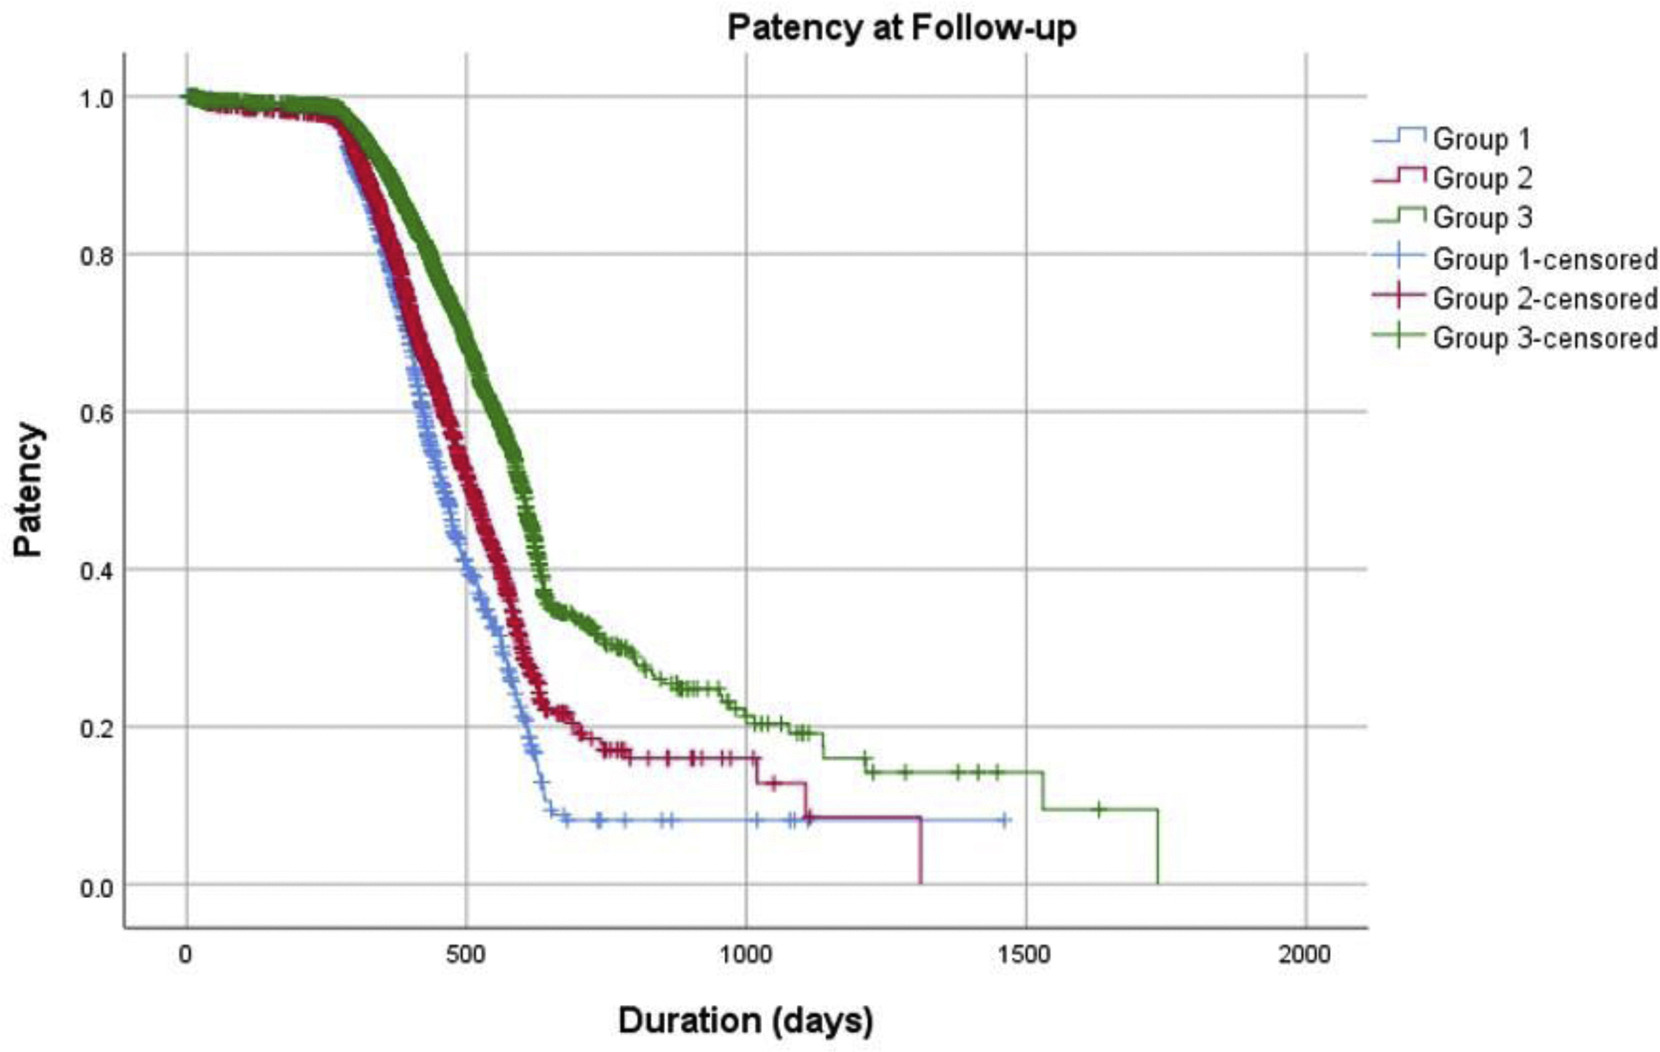 Patency at Follow-up
1.0
0.8
0.6
0.4
0.2
0.0
Patency
0
500
1000
1500
2000
Duration (days)
Group 1
Group 2
Group 3
Group 1-censored
Group 2-censored
Group 3-censored